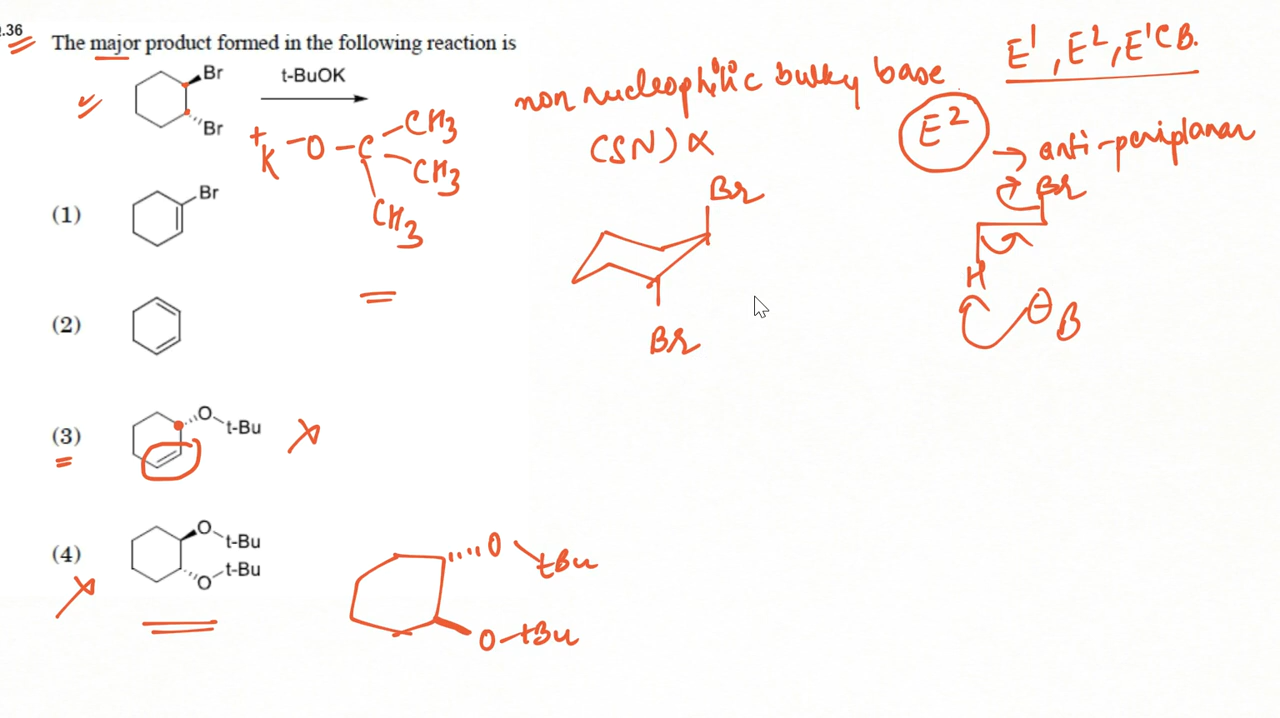 .36
The major product formed in the following reaction is
E¹, E², E¹CB.
Br
t-BuOK
Br
non nucleophilic bulky base
(SN) ×
E²
→ anti-periplanar
K⁺ ⁻O-C-CH3
CH3
CH3
Br
Br
Br
H
⊖B
(1)
Br
(2)
(3)
O
t-Bu
(4)
O
t-Bu
t-Bu
O
O
tBu
O-tBu